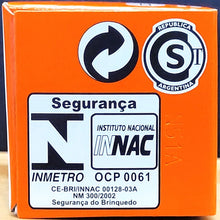 REPUBLICA
S I
ARGENTINA
Segurança
INSTITUTO NACIONAL
INNAC
INMETRO OCP 0061
CE-BRI/INNAC 00128-03A
NM 300/2002
Segurança do Brinquedo